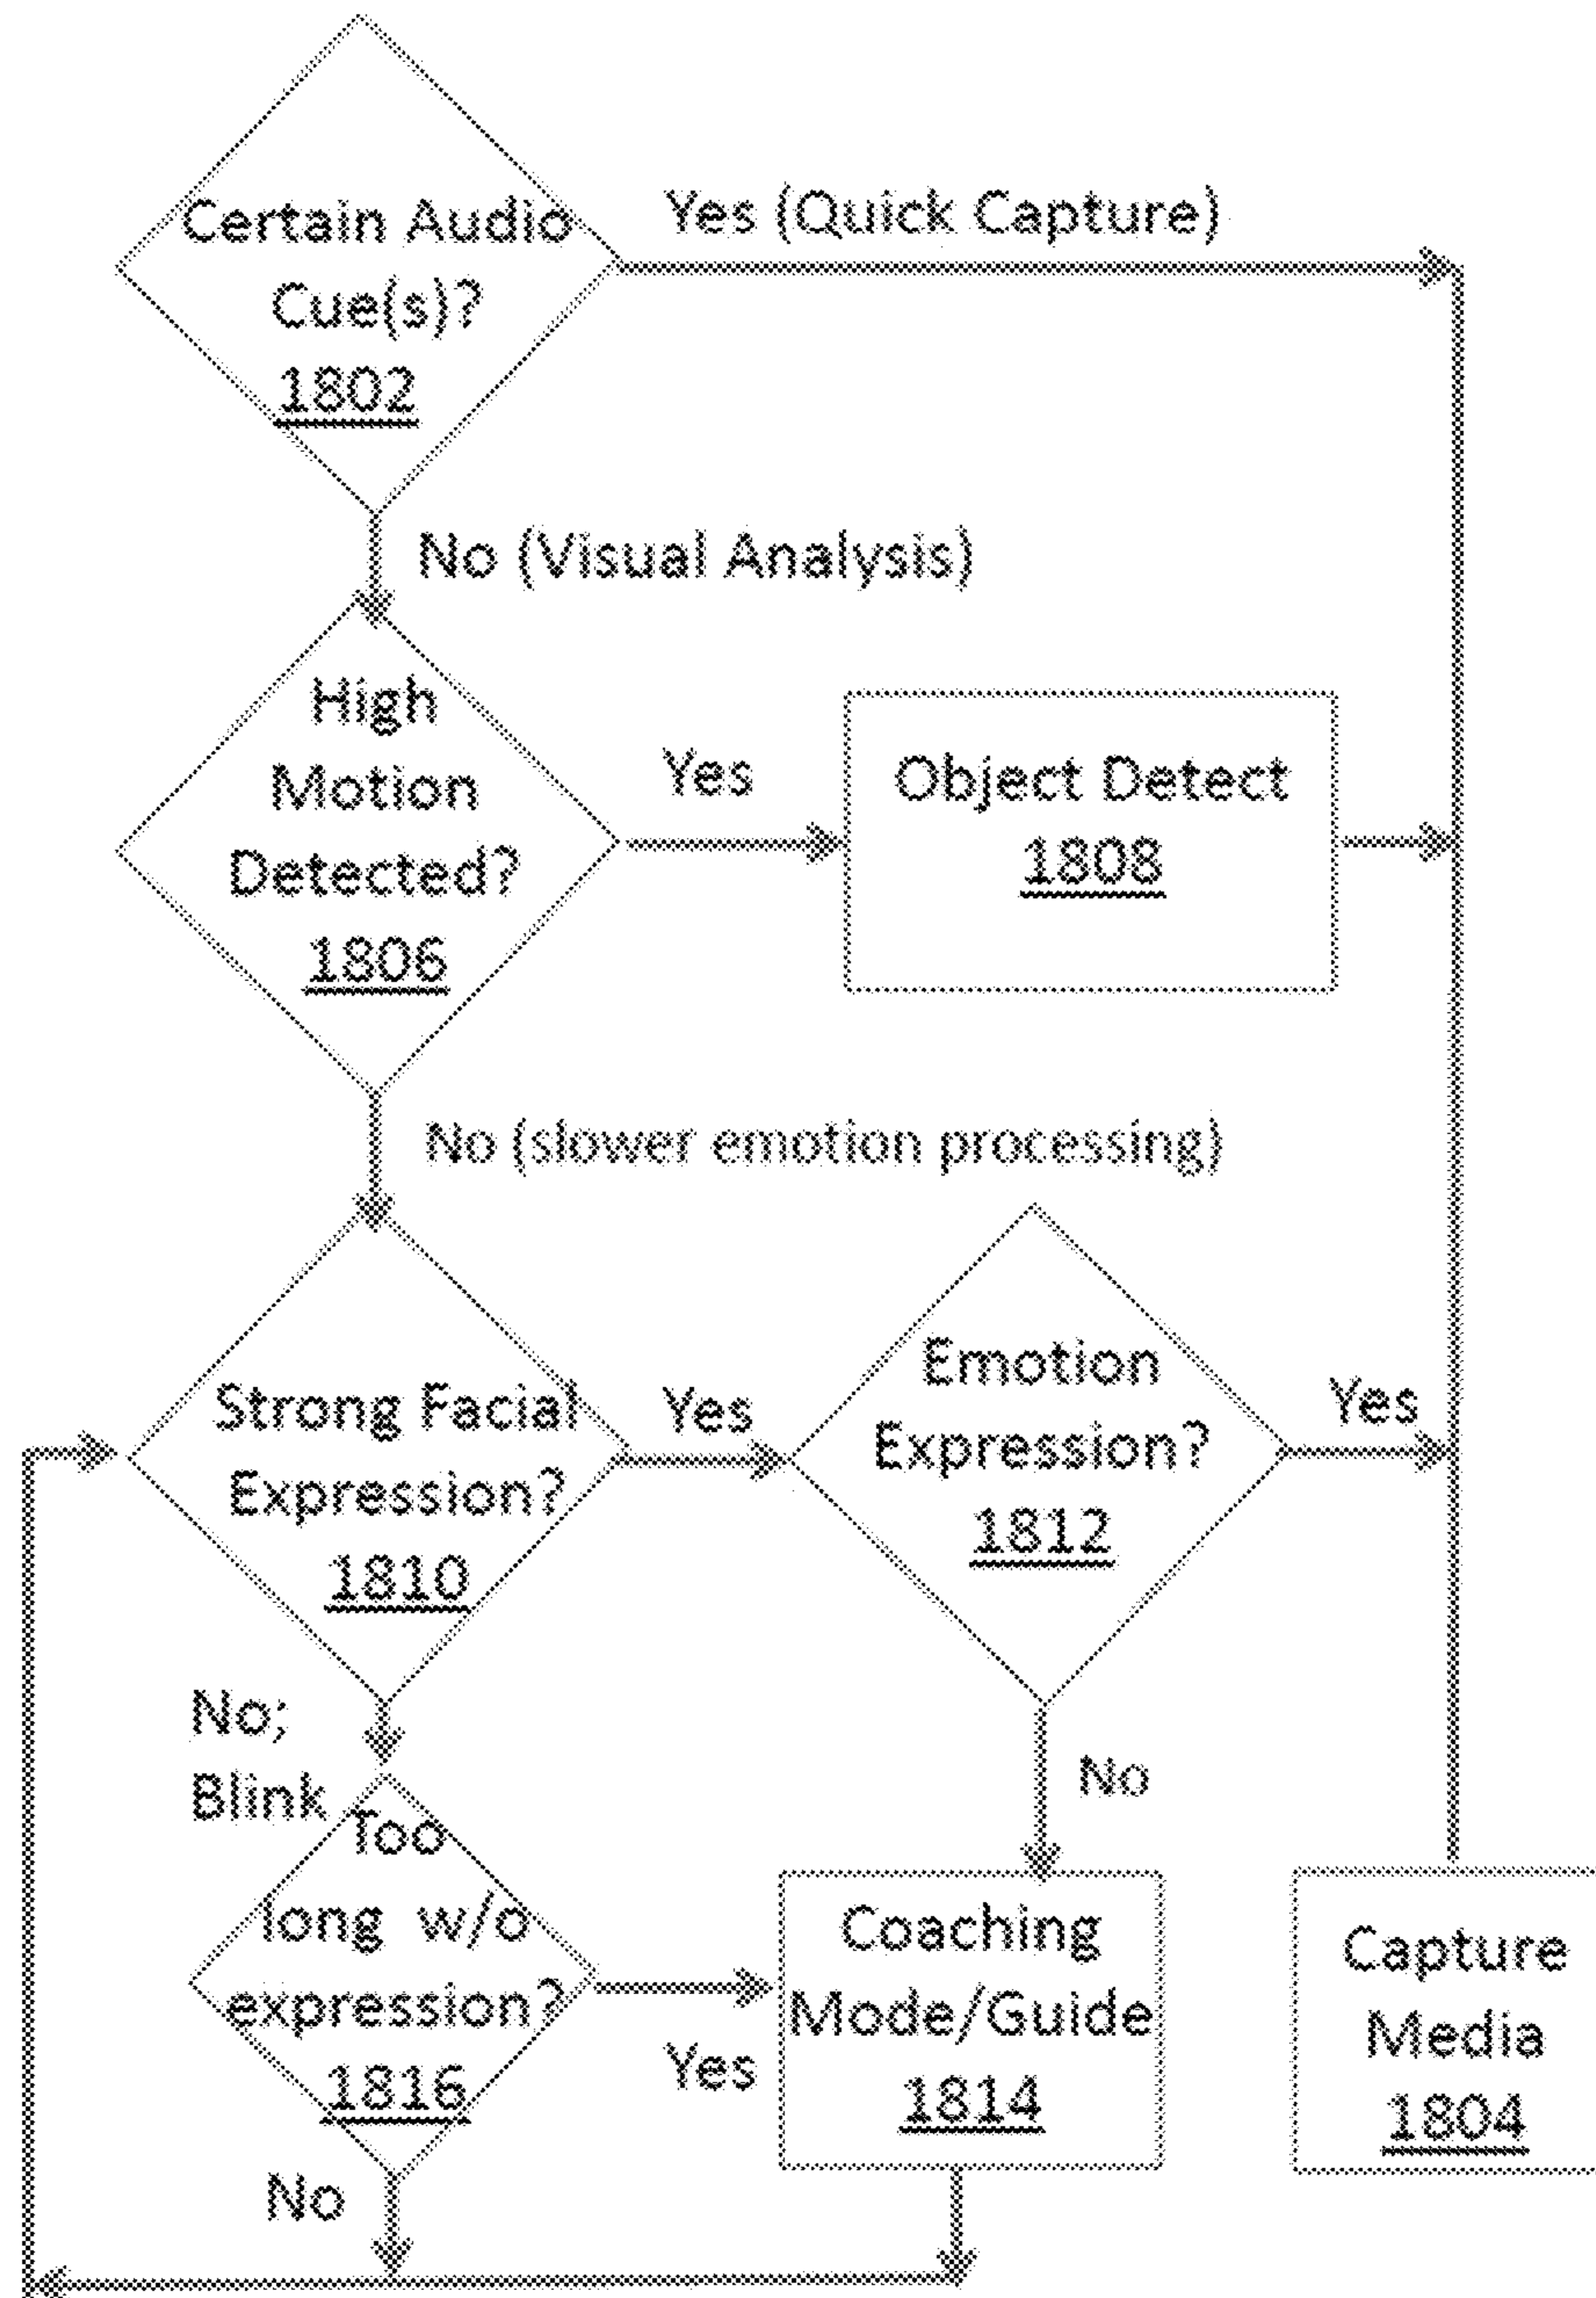 Certain Audio
Cue(s)?
1802
Yes (Quick Capture)
No (Visual Analysis)
High
Motion
Detected?
1806
Yes
Object Detect
1808
No (slower emotion processing)
Strong Facial
Expression?
1810
Yes
Emotion
Expression?
1812
Yes
No;
Blink
No
Too
long w/o
expression?
1816
Yes
Coaching
Mode/Guide
1814
Capture
Media
1804
No